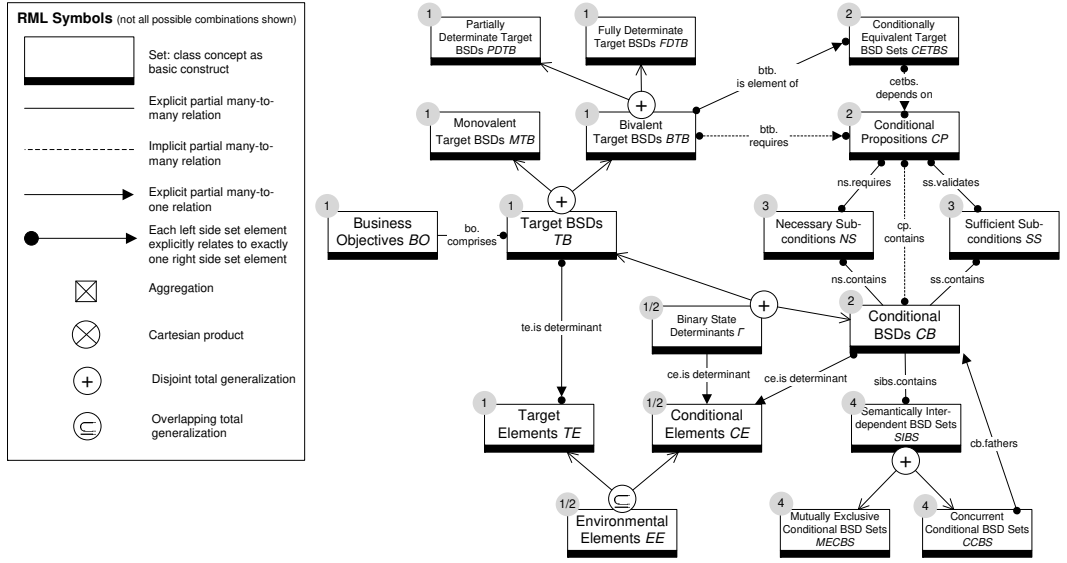 RML Symbols (not all possible combinations shown)
Set: class concept as
basic construct
Explicit partial many-to-
many relation
Implicit partial many-to-
many relation
Explicit partial many-to-
one relation
Each left side set element
explicitly relates to exactly
one right side set element
Aggregation
Cartesian product
Disjoint total generalization
Overlapping total
generalization
1
Partially
Determinate Target
BSDs PDTB
1
Fully Determinate
Target BSDs FDTB
2
Conditionally
Equivalent Target
BSD Sets CETBS
btb.
is element of
cetbs.
depends on
1
Monovalent
Target BSDs MTB
1
Bivalent
Target BSDs BTB
btb.
requires
2
Conditional
Propositions CP
ns.requires
ss.validates
1
Business
Objectives BO
bo.
comprises
1
Target BSDs
TB
3
Necessary Sub-
conditions NS
cp.
contains
3
Sufficient Sub-
conditions SS
ns.contains
ss.contains
te.is determinant
1/2
Binary State
Determinants Γ
2
Conditional
BSDs CB
ce.is determinant
ce.is determinant
sibs.contains
cb.fathers
1
Target
Elements TE
1/2
Conditional
Elements CE
4
Semantically Inter-
dependent BSD Sets
SIBS
1/2
Environmental
Elements EE
4
Mutually Exclusive
Conditional BSD Sets
MECBS
4
Concurrent
Conditional BSD Sets
CCBS